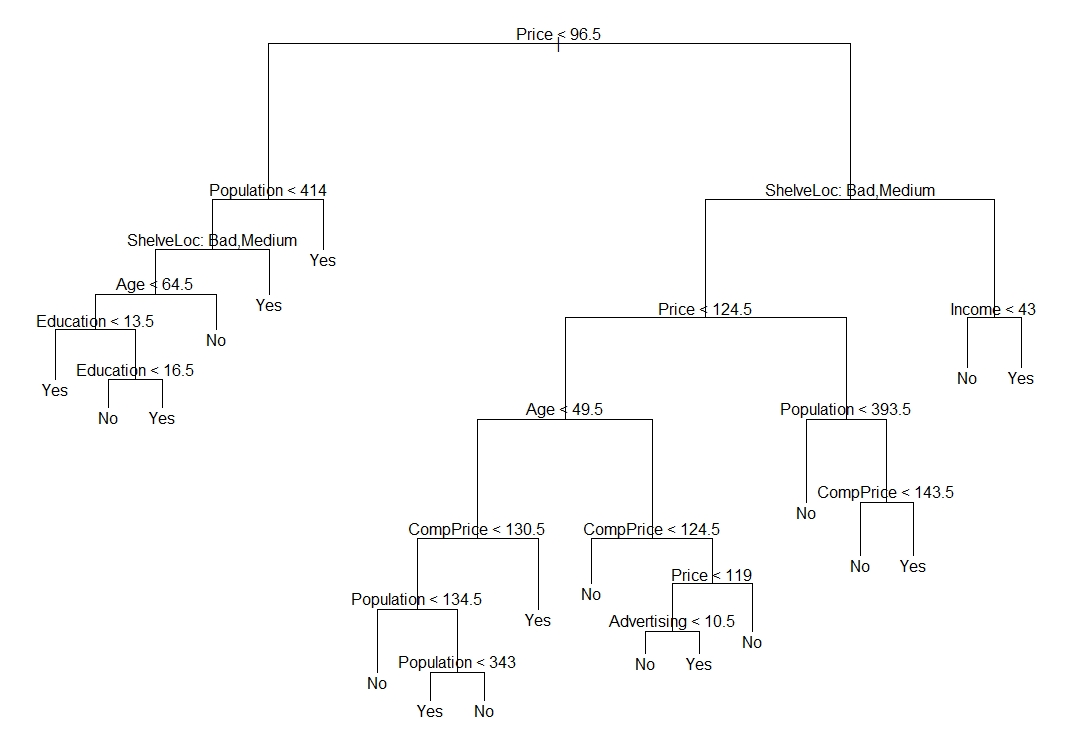 Price < 96.5
Population < 414
ShelveLoc: Bad,Medium
ShelveLoc: Bad,Medium
Yes
Age < 64.5
Yes
Price < 124.5
Income < 43
Education < 13.5
No
Education < 16.5
No
Yes
Yes
No
Yes
Age < 49.5
Population < 393.5
CompPrice < 143.5
No
CompPrice < 130.5
CompPrice < 124.5
No
Yes
Price < 119
No
Population < 134.5
Yes
Advertising < 10.5
No
Population < 343
No
Yes
No
Yes
No